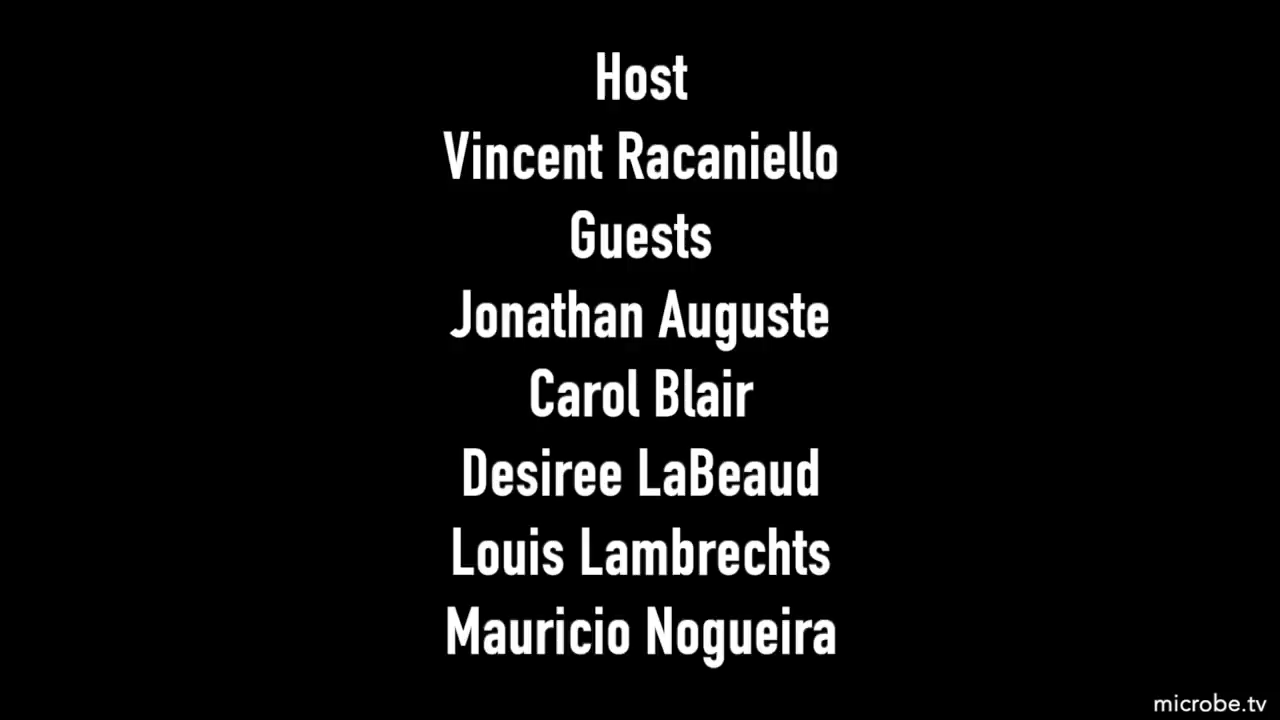 Host
Vincent Racaniello
Guests
Jonathan Auguste
Carol Blair
Desiree LaBeaud
Louis Lambrechts
Mauricio Nogueira
microbe.tv